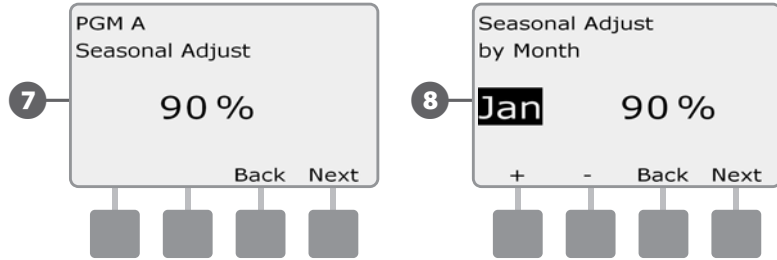 7
PGM A
Seasonal Adjust
90 %
Back Next
8
Seasonal Adjust
by Month
Jan 90 %
+ - Back Next